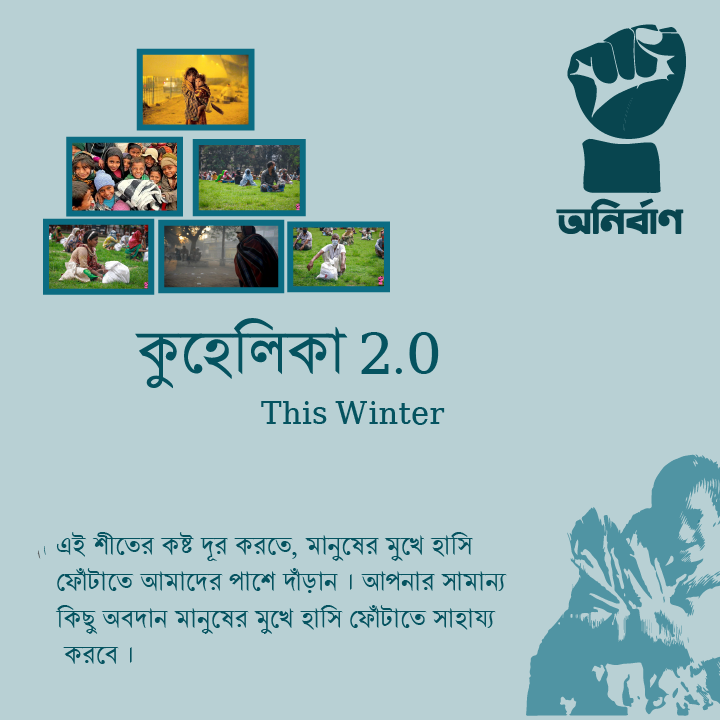 অনির্বাণ
কুহেলিকা 2.0
This Winter
“ এই শীতের কষ্ট দূর করতে, মানুষের মুখে হাসি
ফোঁটাতে আমাদের পাশে দাঁড়ান । আপনার সামান্য
কিছু অবদান মানুষের মুখে হাসি ফোঁটাতে সাহায্য
করবে ।